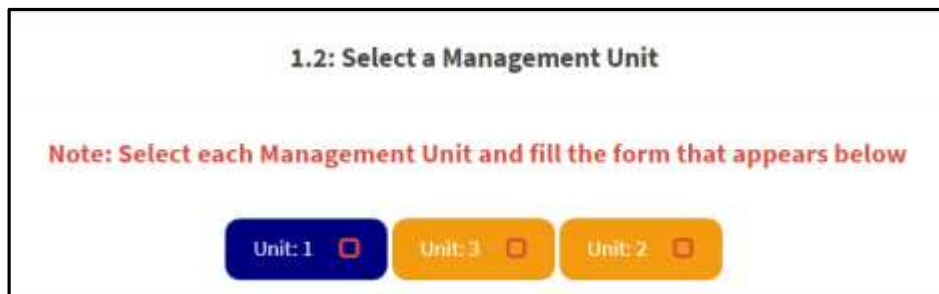 1.2: Select a Management Unit
Note: Select each Management Unit and fill the form that appears below
Unit: 1 Unit: 3 Unit: 2